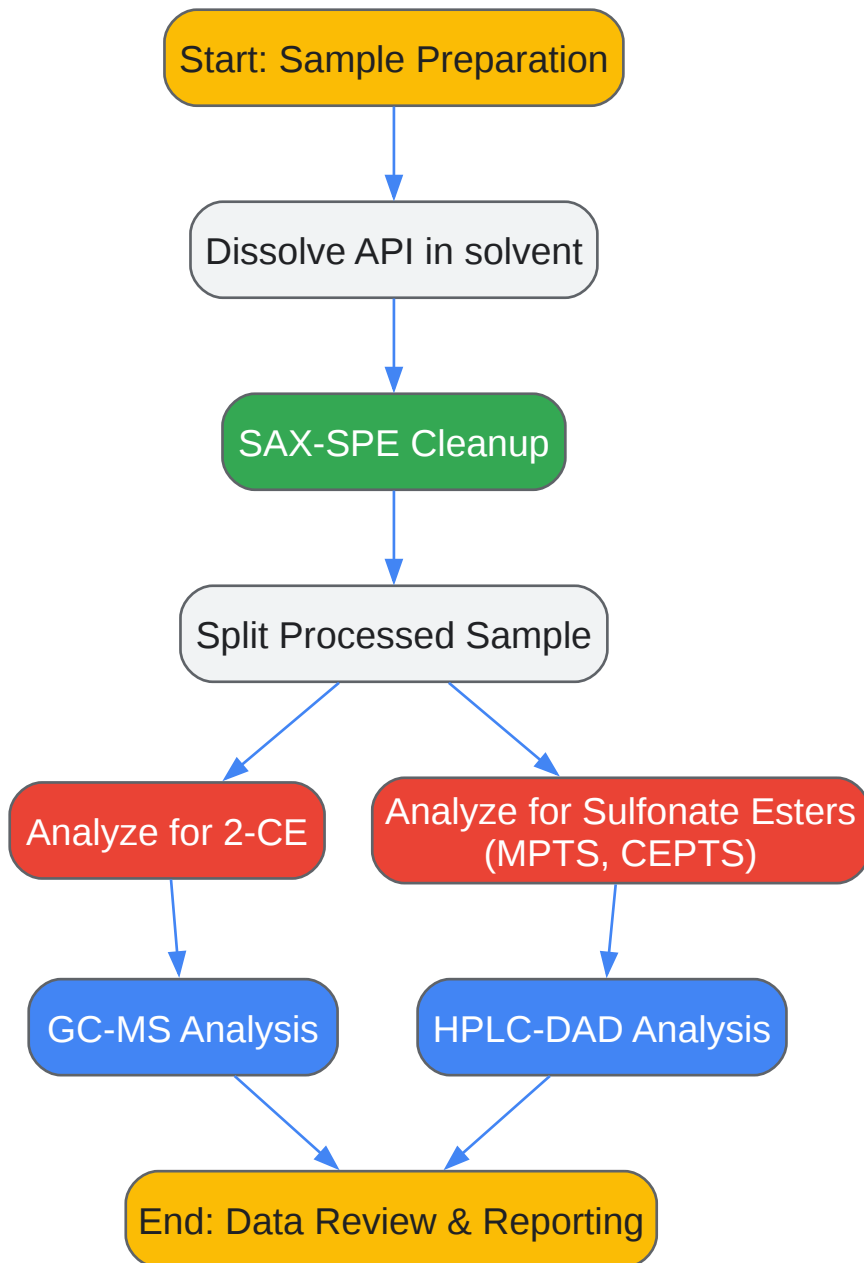 Start: Sample Preparation
Dissolve API in solvent
SAX-SPE Cleanup
Split Processed Sample
Analyze for 2-CE
Analyze for Sulfonate Esters
(MPTS, CEPTS)
GC-MS Analysis
HPLC-DAD Analysis
End: Data Review & Reporting